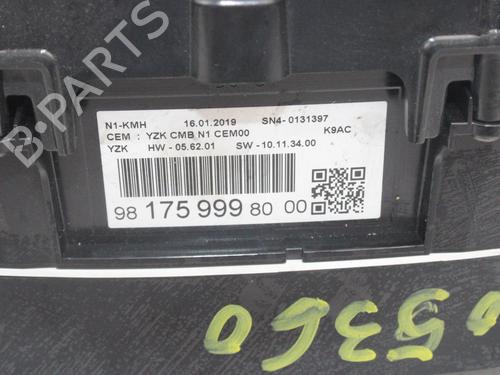 B-PARTS
N1-KMH 16.01.2019 SN4-0131397
CEM : YZK CMB N1 CEM00 K9AC
YZK HW - 05.62.01 SW - 10.11.34.00
98 175 999 80 00
5360